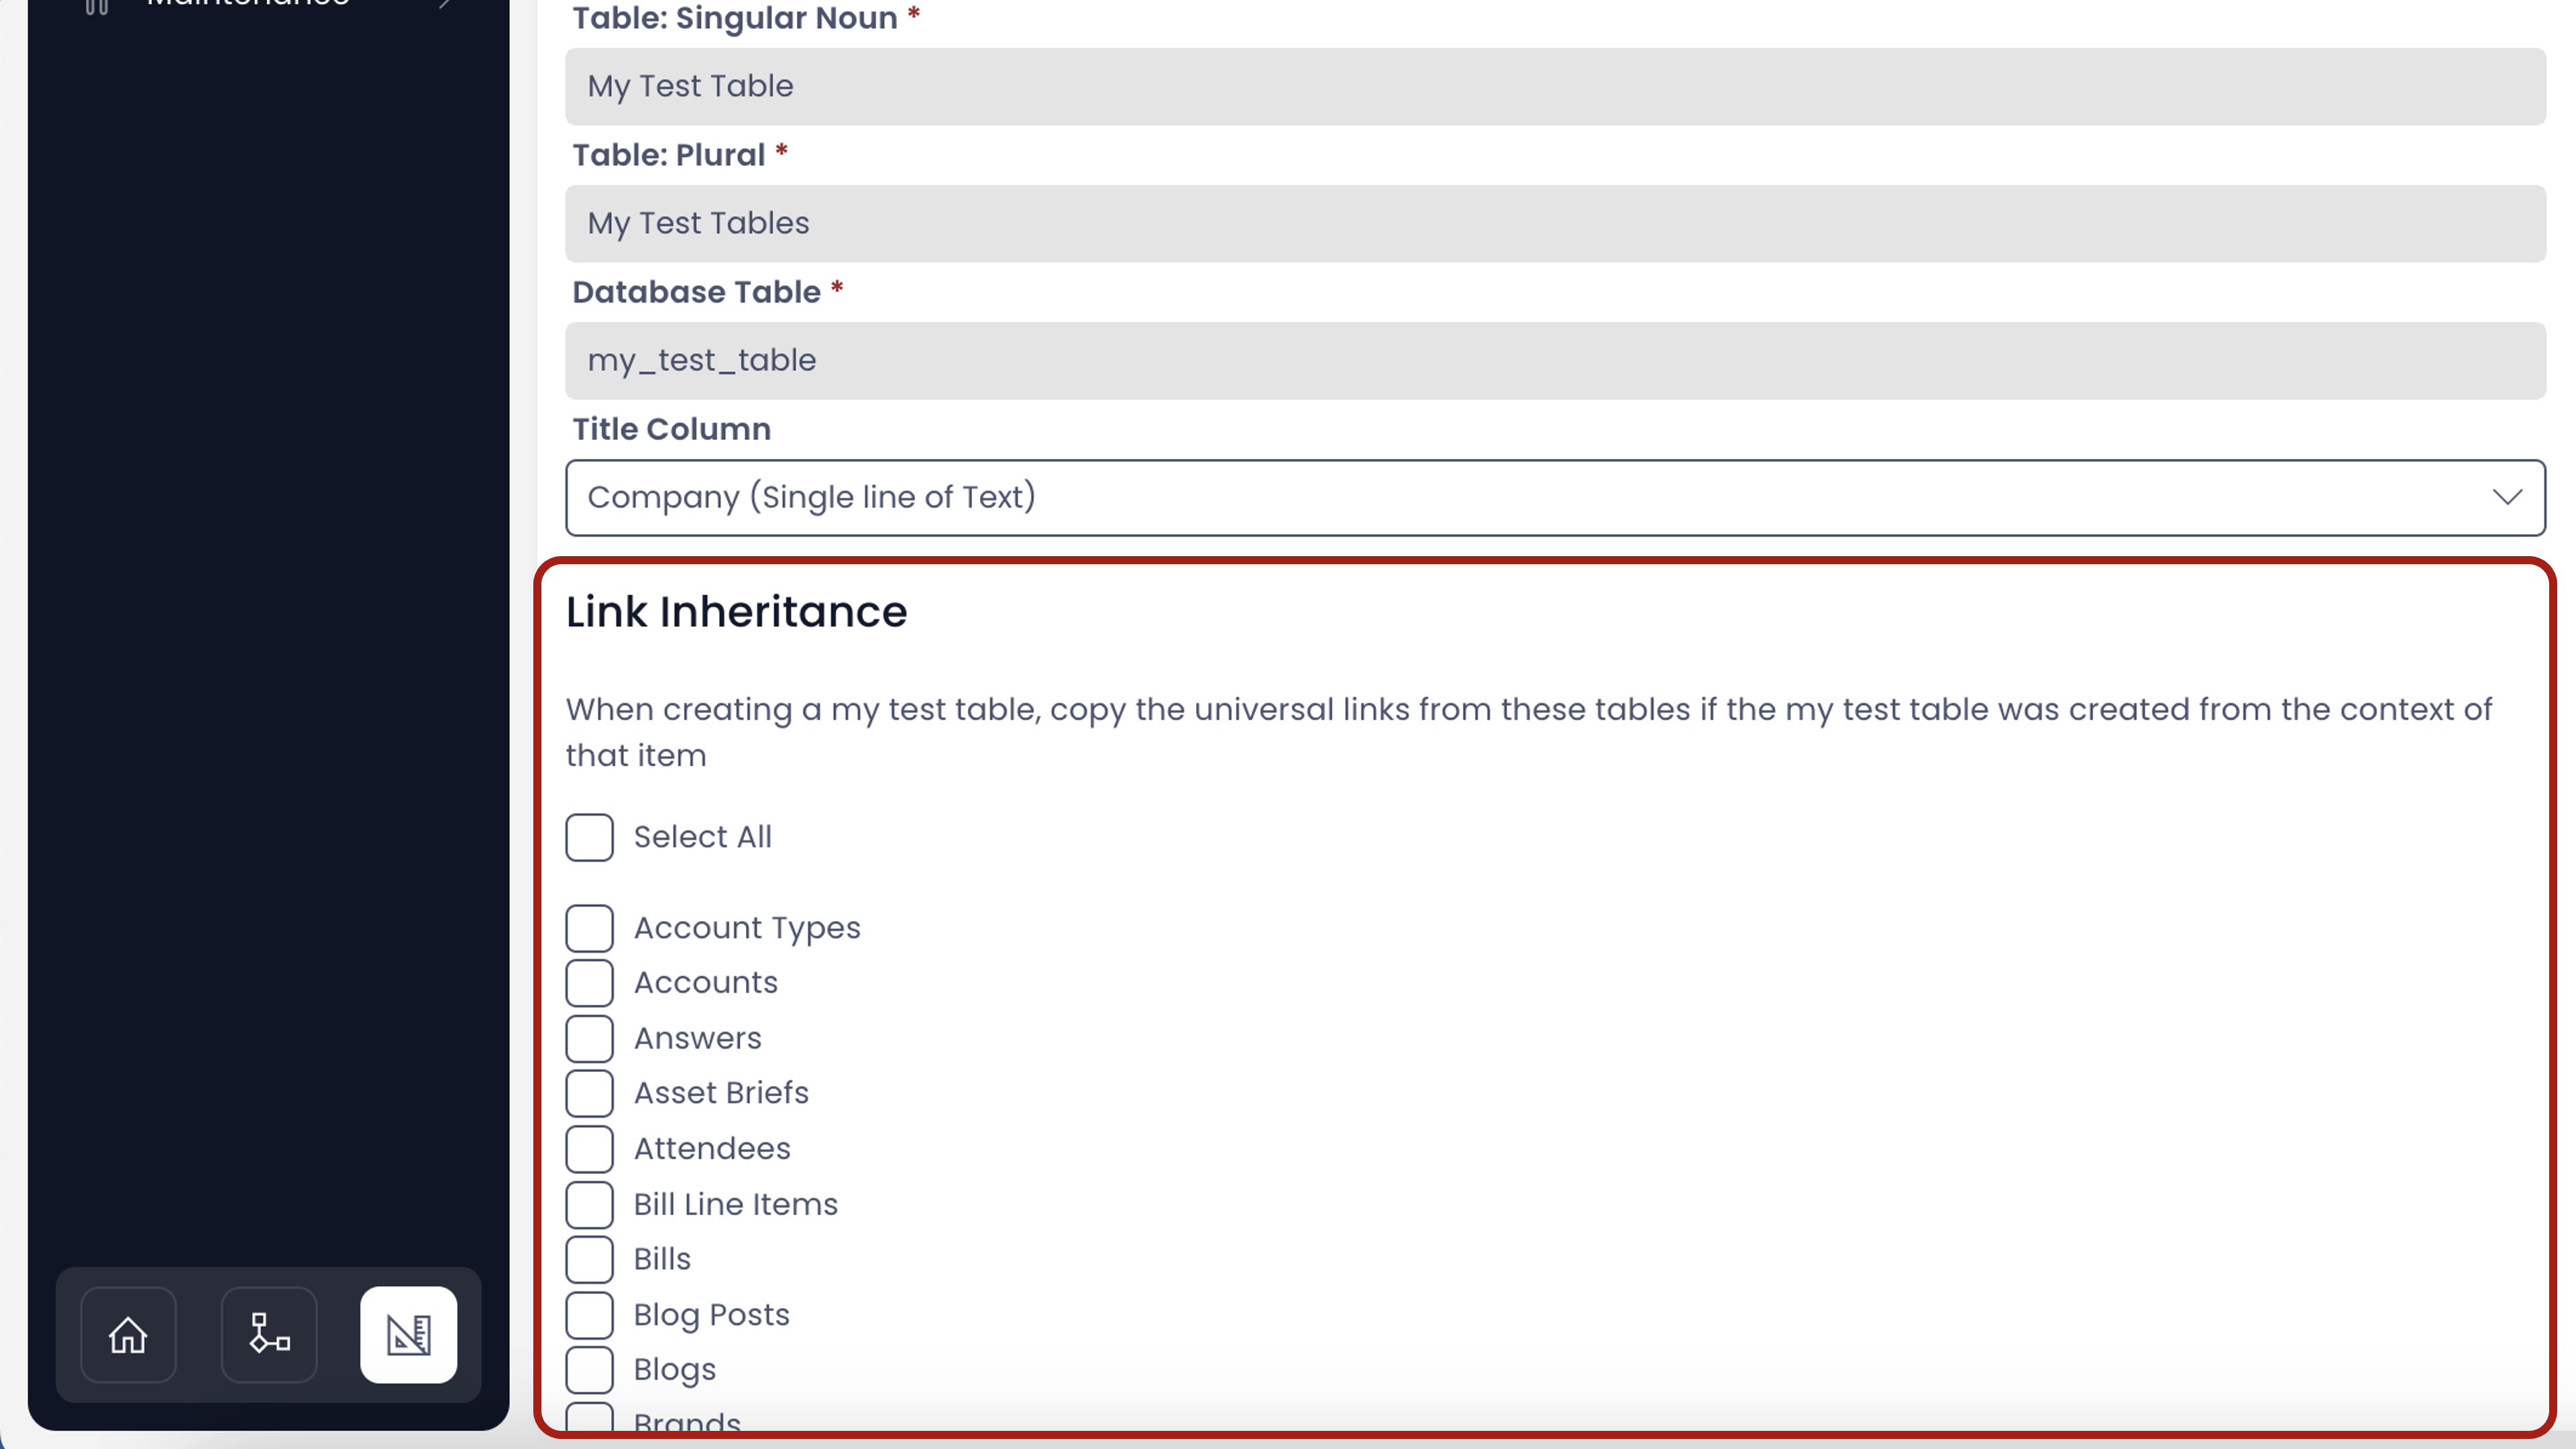 Maintenance
Table: Singular Noun *
My Test Table
Table: Plural *
My Test Tables
Database Table *
my_test_table
Title Column
Company (Single line of Text)
Link Inheritance
When creating a my test table, copy the universal links from these tables if the my test table was created from the context of
that item
Select All
Account Types
Accounts
Answers
Asset Briefs
Attendees
Bill Line Items
Bills
Blog Posts
Blogs
Brands